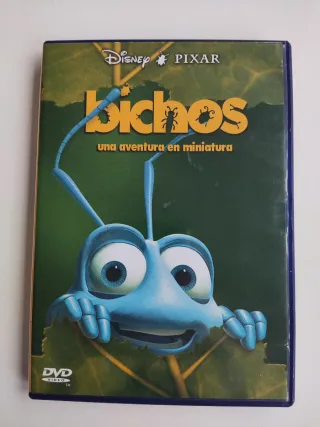 Disney PIXAR
bichos
una aventura en miniatura
DVD
VIDEO